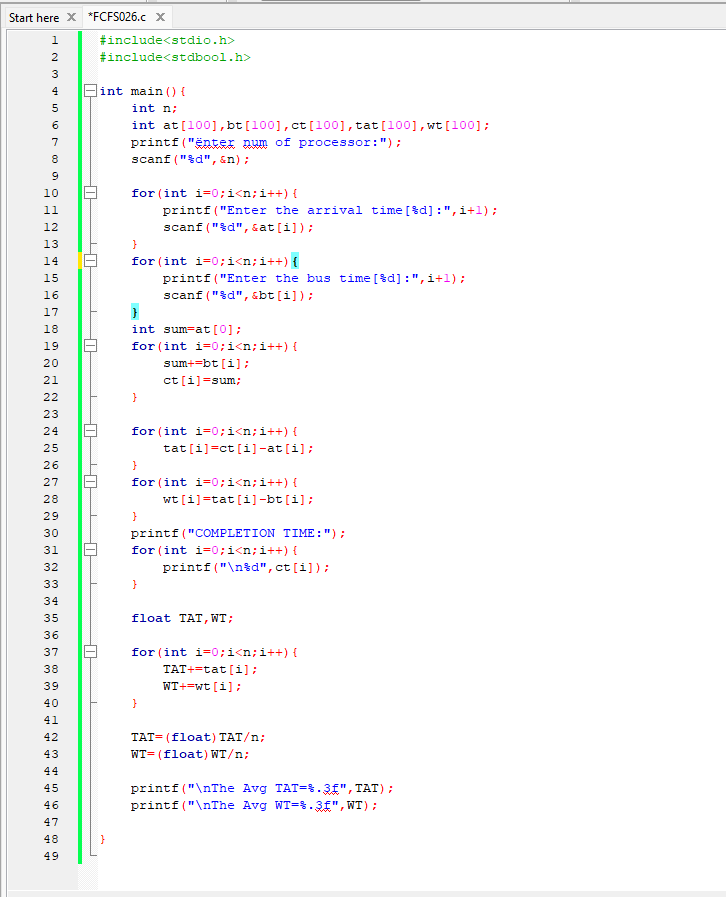 Start here X *FCFS026.c X
1 #include<stdio.h>
2 #include<stdbool.h>
3
4 int main(){
5 int n;
6 int at[100],bt[100],ct[100],tat[100],wt[100];
7 printf("ënter num of processor:");
8 scanf("%d",&n);
9
10 for(int i=0;i<n;i++){
11 printf("Enter the arrival time[%d]:",i+1);
12 scanf("%d",&at[i]);
13 }
14 for(int i=0;i<n;i++){
15 printf("Enter the bus time[%d]:",i+1);
16 scanf("%d",&bt[i]);
17 }
18 int sum=at[0];
19 for(int i=0;i<n;i++){
20 sum+=bt[i];
21 ct[i]=sum;
22 }
23
24 for(int i=0;i<n;i++){
25 tat[i]=ct[i]-at[i];
26 }
27 for(int i=0;i<n;i++){
28 wt[i]=tat[i]-bt[i];
29 }
30 printf("COMPLETION TIME:");
31 for(int i=0;i<n;i++){
32 printf("\n%d",ct[i]);
33 }
34
35 float TAT,WT;
36
37 for(int i=0;i<n;i++){
38 TAT+=tat[i];
39 WT+=wt[i];
40 }
41
42 TAT=(float)TAT/n;
43 WT=(float)WT/n;
44
45 printf("\nThe Avg TAT=%.3f",TAT);
46 printf("\nThe Avg WT=%.3f",WT);
47
48 }
49